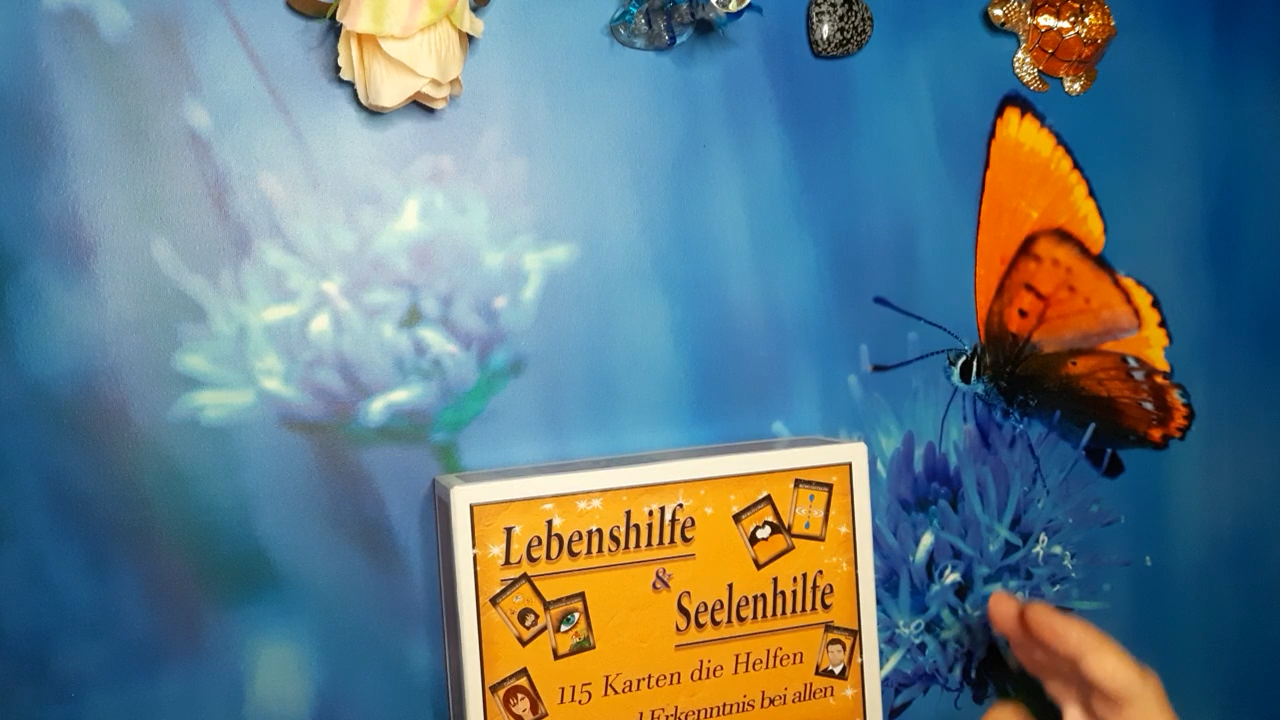 Lebenshilfe
&
Seelenhilfe
115 Karten die Helfen
Erkenntnis bei allen